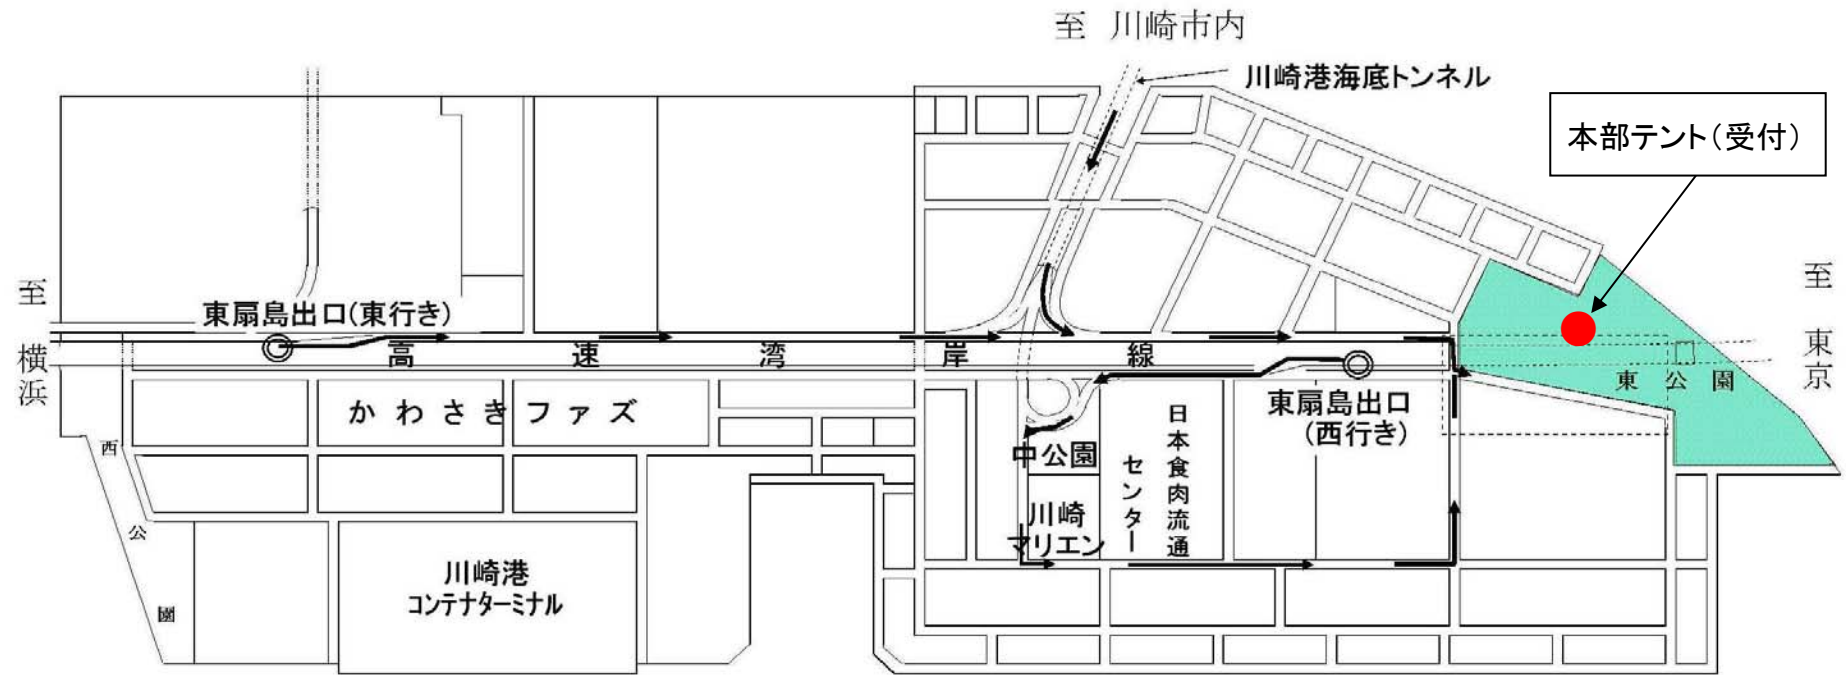 至 川崎市内
川崎港海底トンネル
本部テント（受付）
至 横浜
東扇島出口(東行き)
至 東京
高速湾岸線
東公園
かわさきファズ
東扇島出口
(西行き)
西公園
中公園
日本食肉流通
センター
川崎
マリエン
川崎港
コンテナターミナル